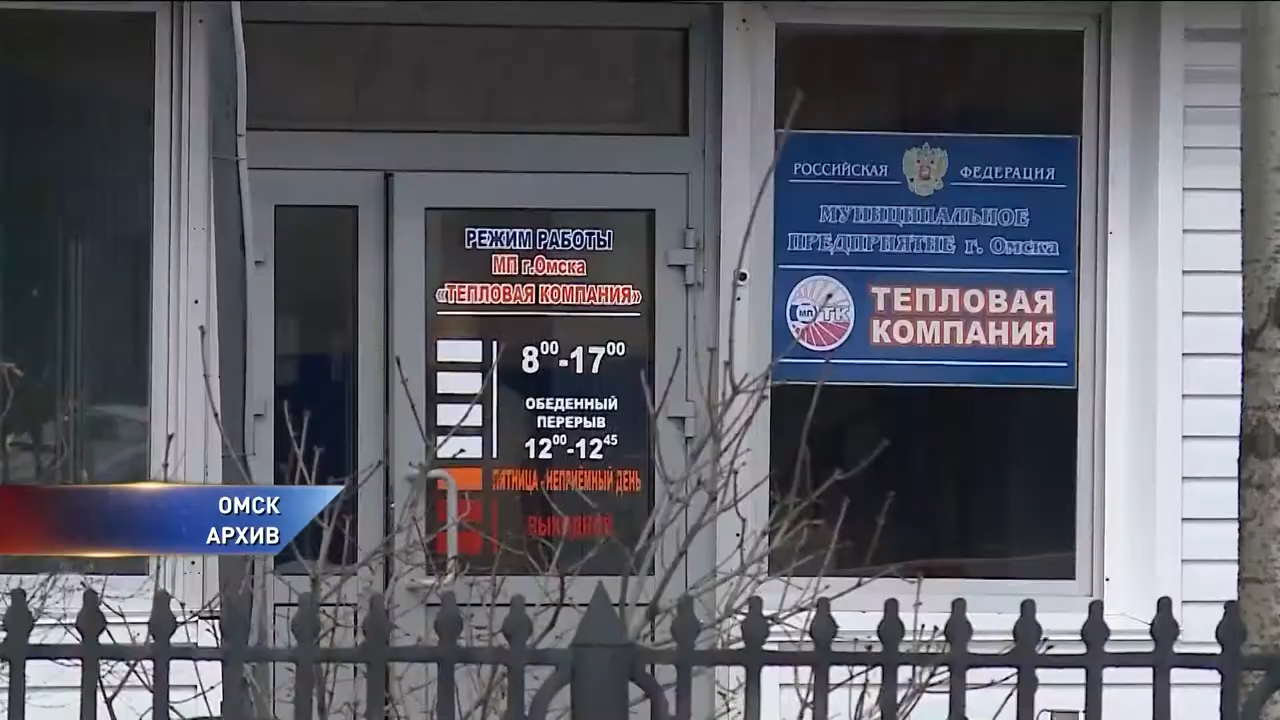 РЕЖИМ РАБОТЫ
МП г.Омска
«ТЕПЛОВАЯ КОМПАНИЯ»
8⁰⁰-17⁰⁰
ОБЕДЕННЫЙ
ПЕРЕРЫВ
12⁰⁰-12⁴⁵
ПЯТНИЦА - НЕПРИЁМНЫЙ ДЕНЬ
ВЫХОДНОЙ
РОССИЙСКАЯ ФЕДЕРАЦИЯ
МУНИЦИПАЛЬНОЕ
ПРЕДПРИЯТИЕ г. Омска
МП ТК
ТЕПЛОВАЯ
КОМПАНИЯ
ОМСК
АРХИВ